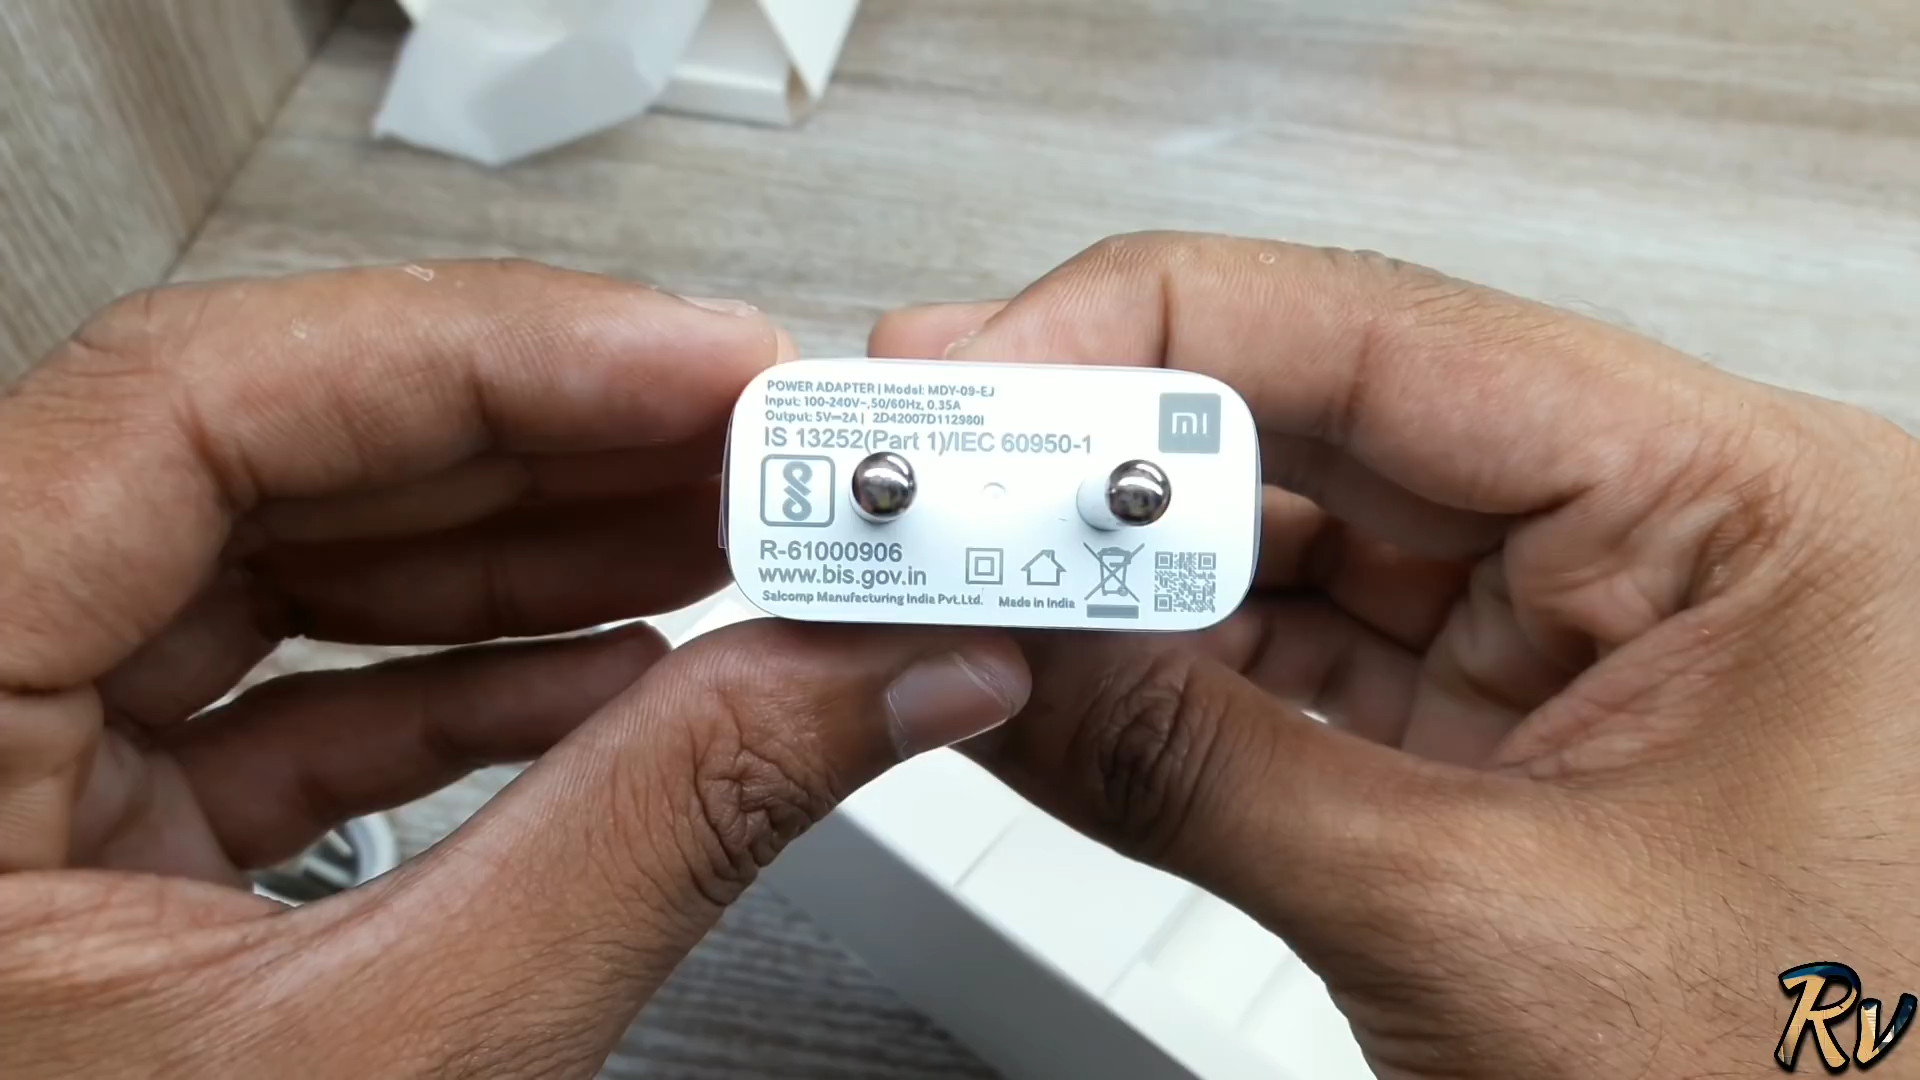 POWER ADAPTER | Model: MDY-09-EJ
Input: 100-240V~,50/60Hz, 0.35A
Output: 5V⎓2A | 2D42007D112980I
IS 13252(Part 1)/IEC 60950-1
mi
R-61000906
www.bis.gov.in
Salcomp Manufacturing India Pvt.Ltd. Made in India
Rv